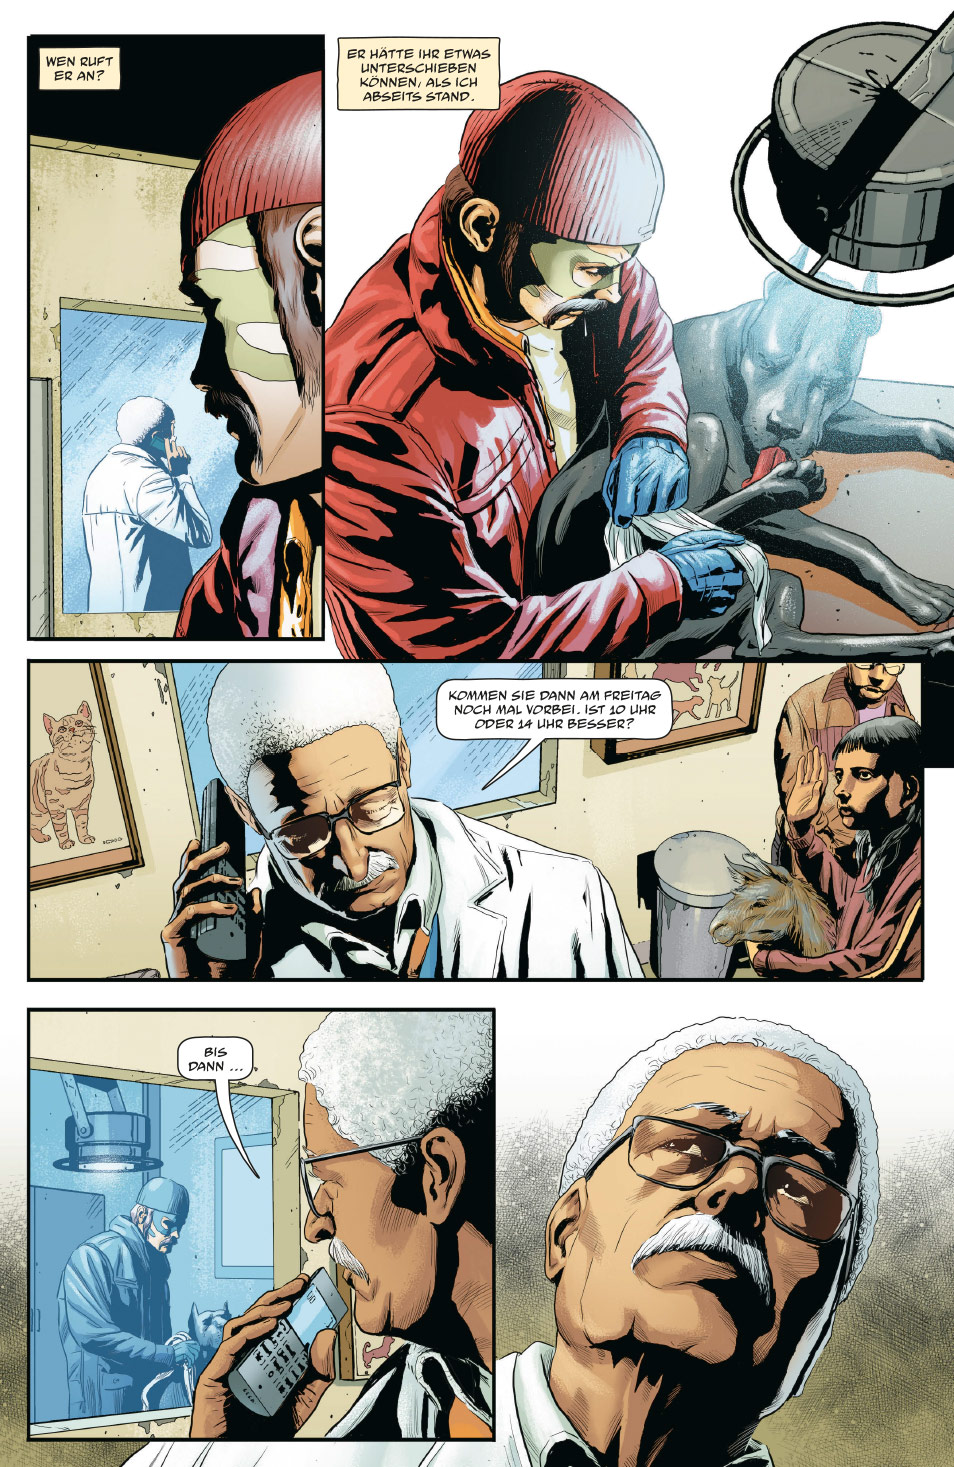 WEN RUFT
ER AN?
ER HÄTTE IHR ETWAS
UNTERSCHIEBEN
KÖNNEN, ALS ICH
ABSEITS STAND.
KOMMEN SIE DANN AM FREITAG
NOCH MAL VORBEI. IST 10 UHR
ODER 14 UHR BESSER?
BIS
DANN ...